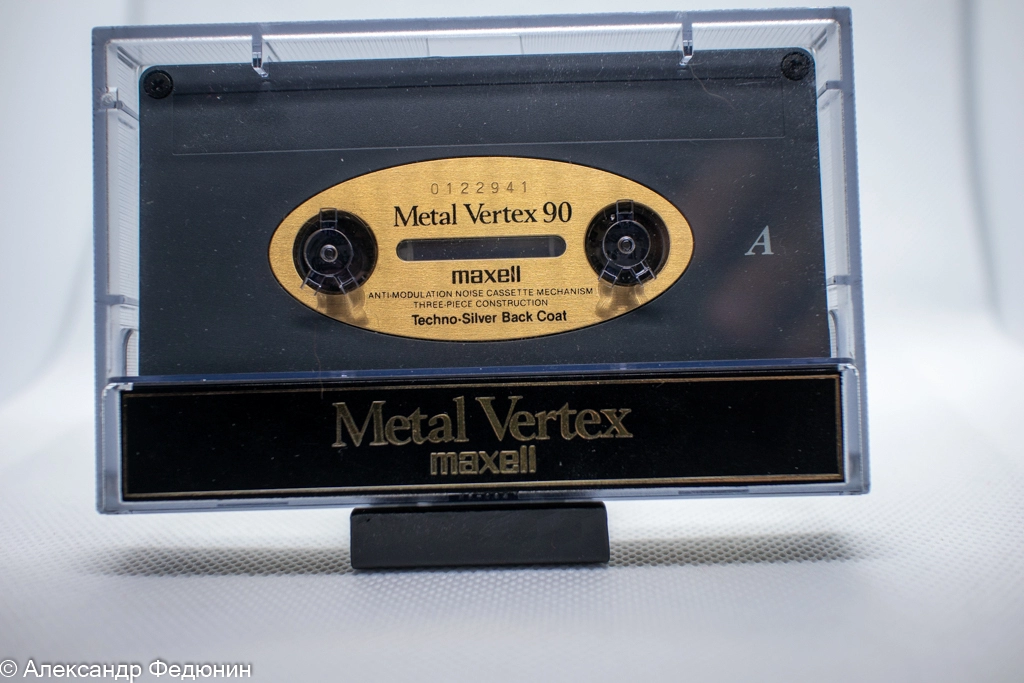 0122941
Metal Vertex 90
maxell
ANTI-MODULATION NOISE CASSETTE MECHANISM
THREE-PIECE CONSTRUCTION
Techno·Silver Back Coat
A
Metal Vertex
maxell
© Александр Федюнин